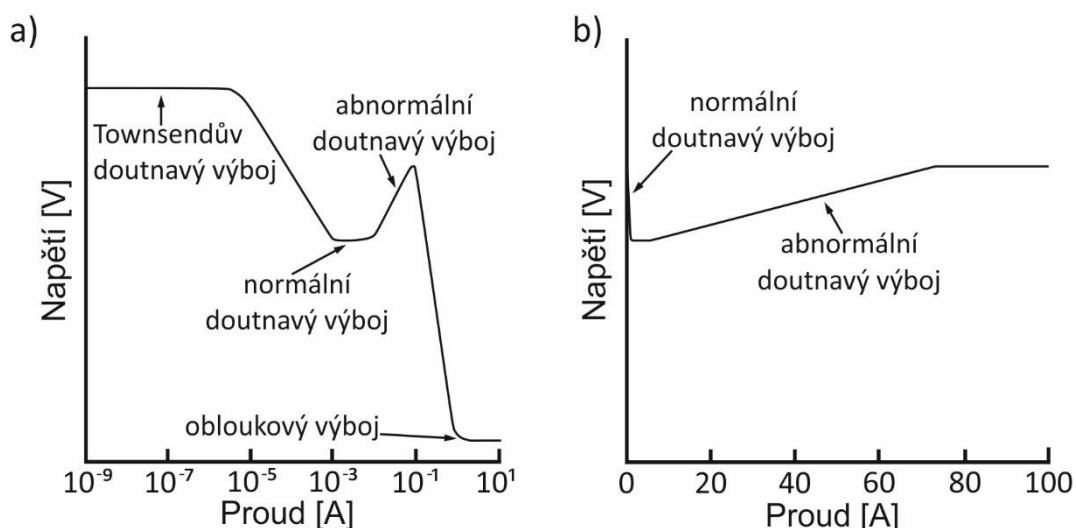 a)
Napětí [V]
Townsendův
doutnavý výboj
abnormální
doutnavý výboj
normální
doutnavý výboj
obloukový výboj
10⁻⁹ 10⁻⁷ 10⁻⁵ 10⁻³ 10⁻¹ 10¹
Proud [A]
b)
Napětí [V]
normální
doutnavý výboj
abnormální
doutnavý výboj
0 20 40 60 80 100
Proud [A]